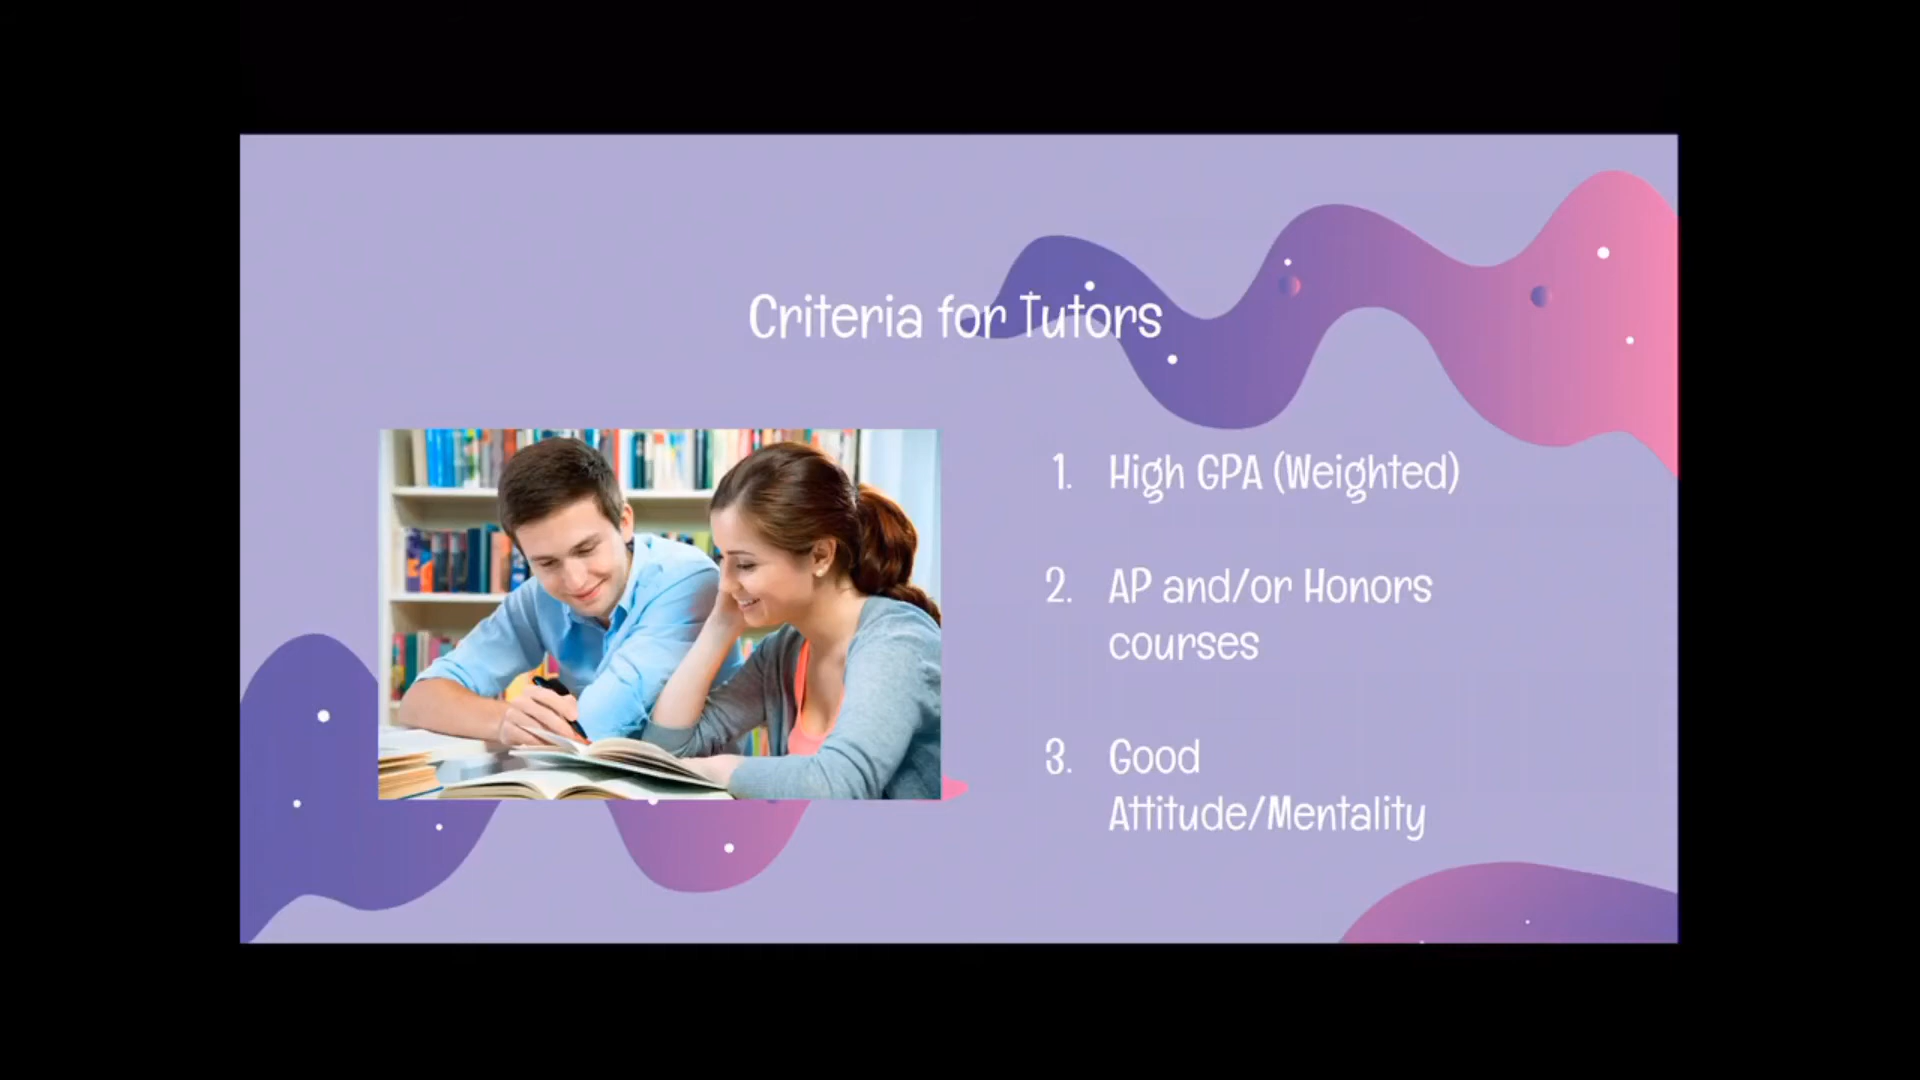 Criteria for Tutors
1. High GPA (Weighted)
2. AP and/or Honors
courses
3. Good
Attitude/Mentality